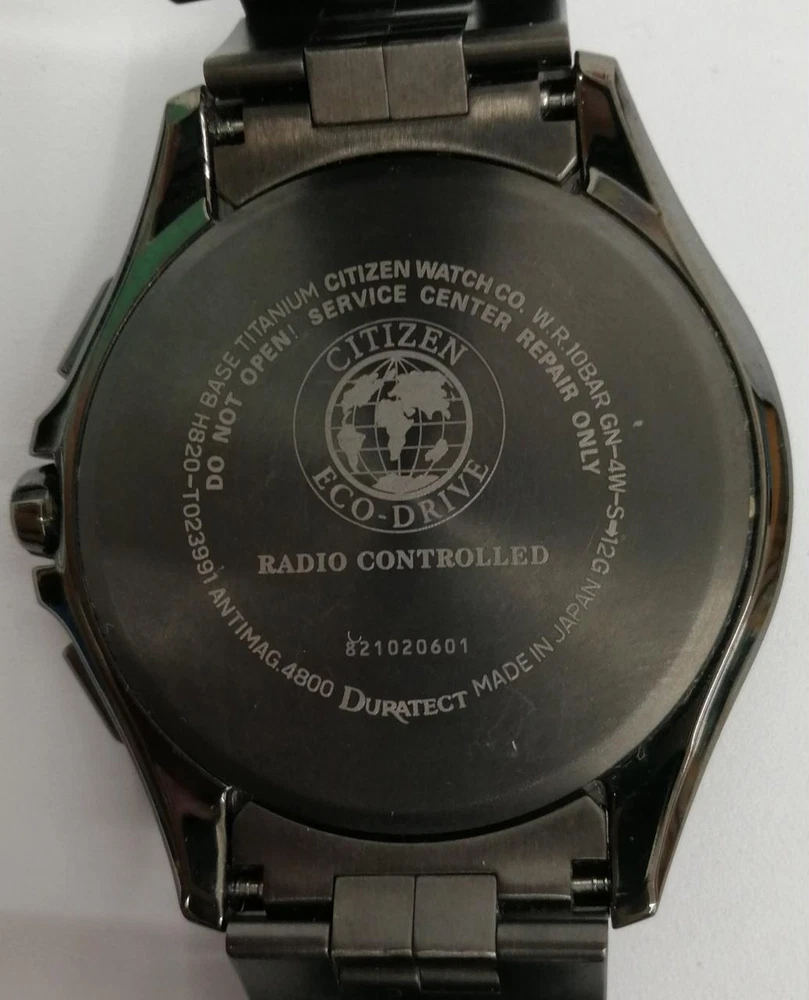 H820-T023991 BASE TITANIUM CITIZEN WATCH CO. W.R.10BAR GN-4W-S-12G
DO NOT OPEN! SERVICE CENTER REPAIR ONLY
CITIZEN
ECO-DRIVE
RADIO CONTROLLED
821020601
ANTIMAG.4800 DURATECT MADE IN JAPAN